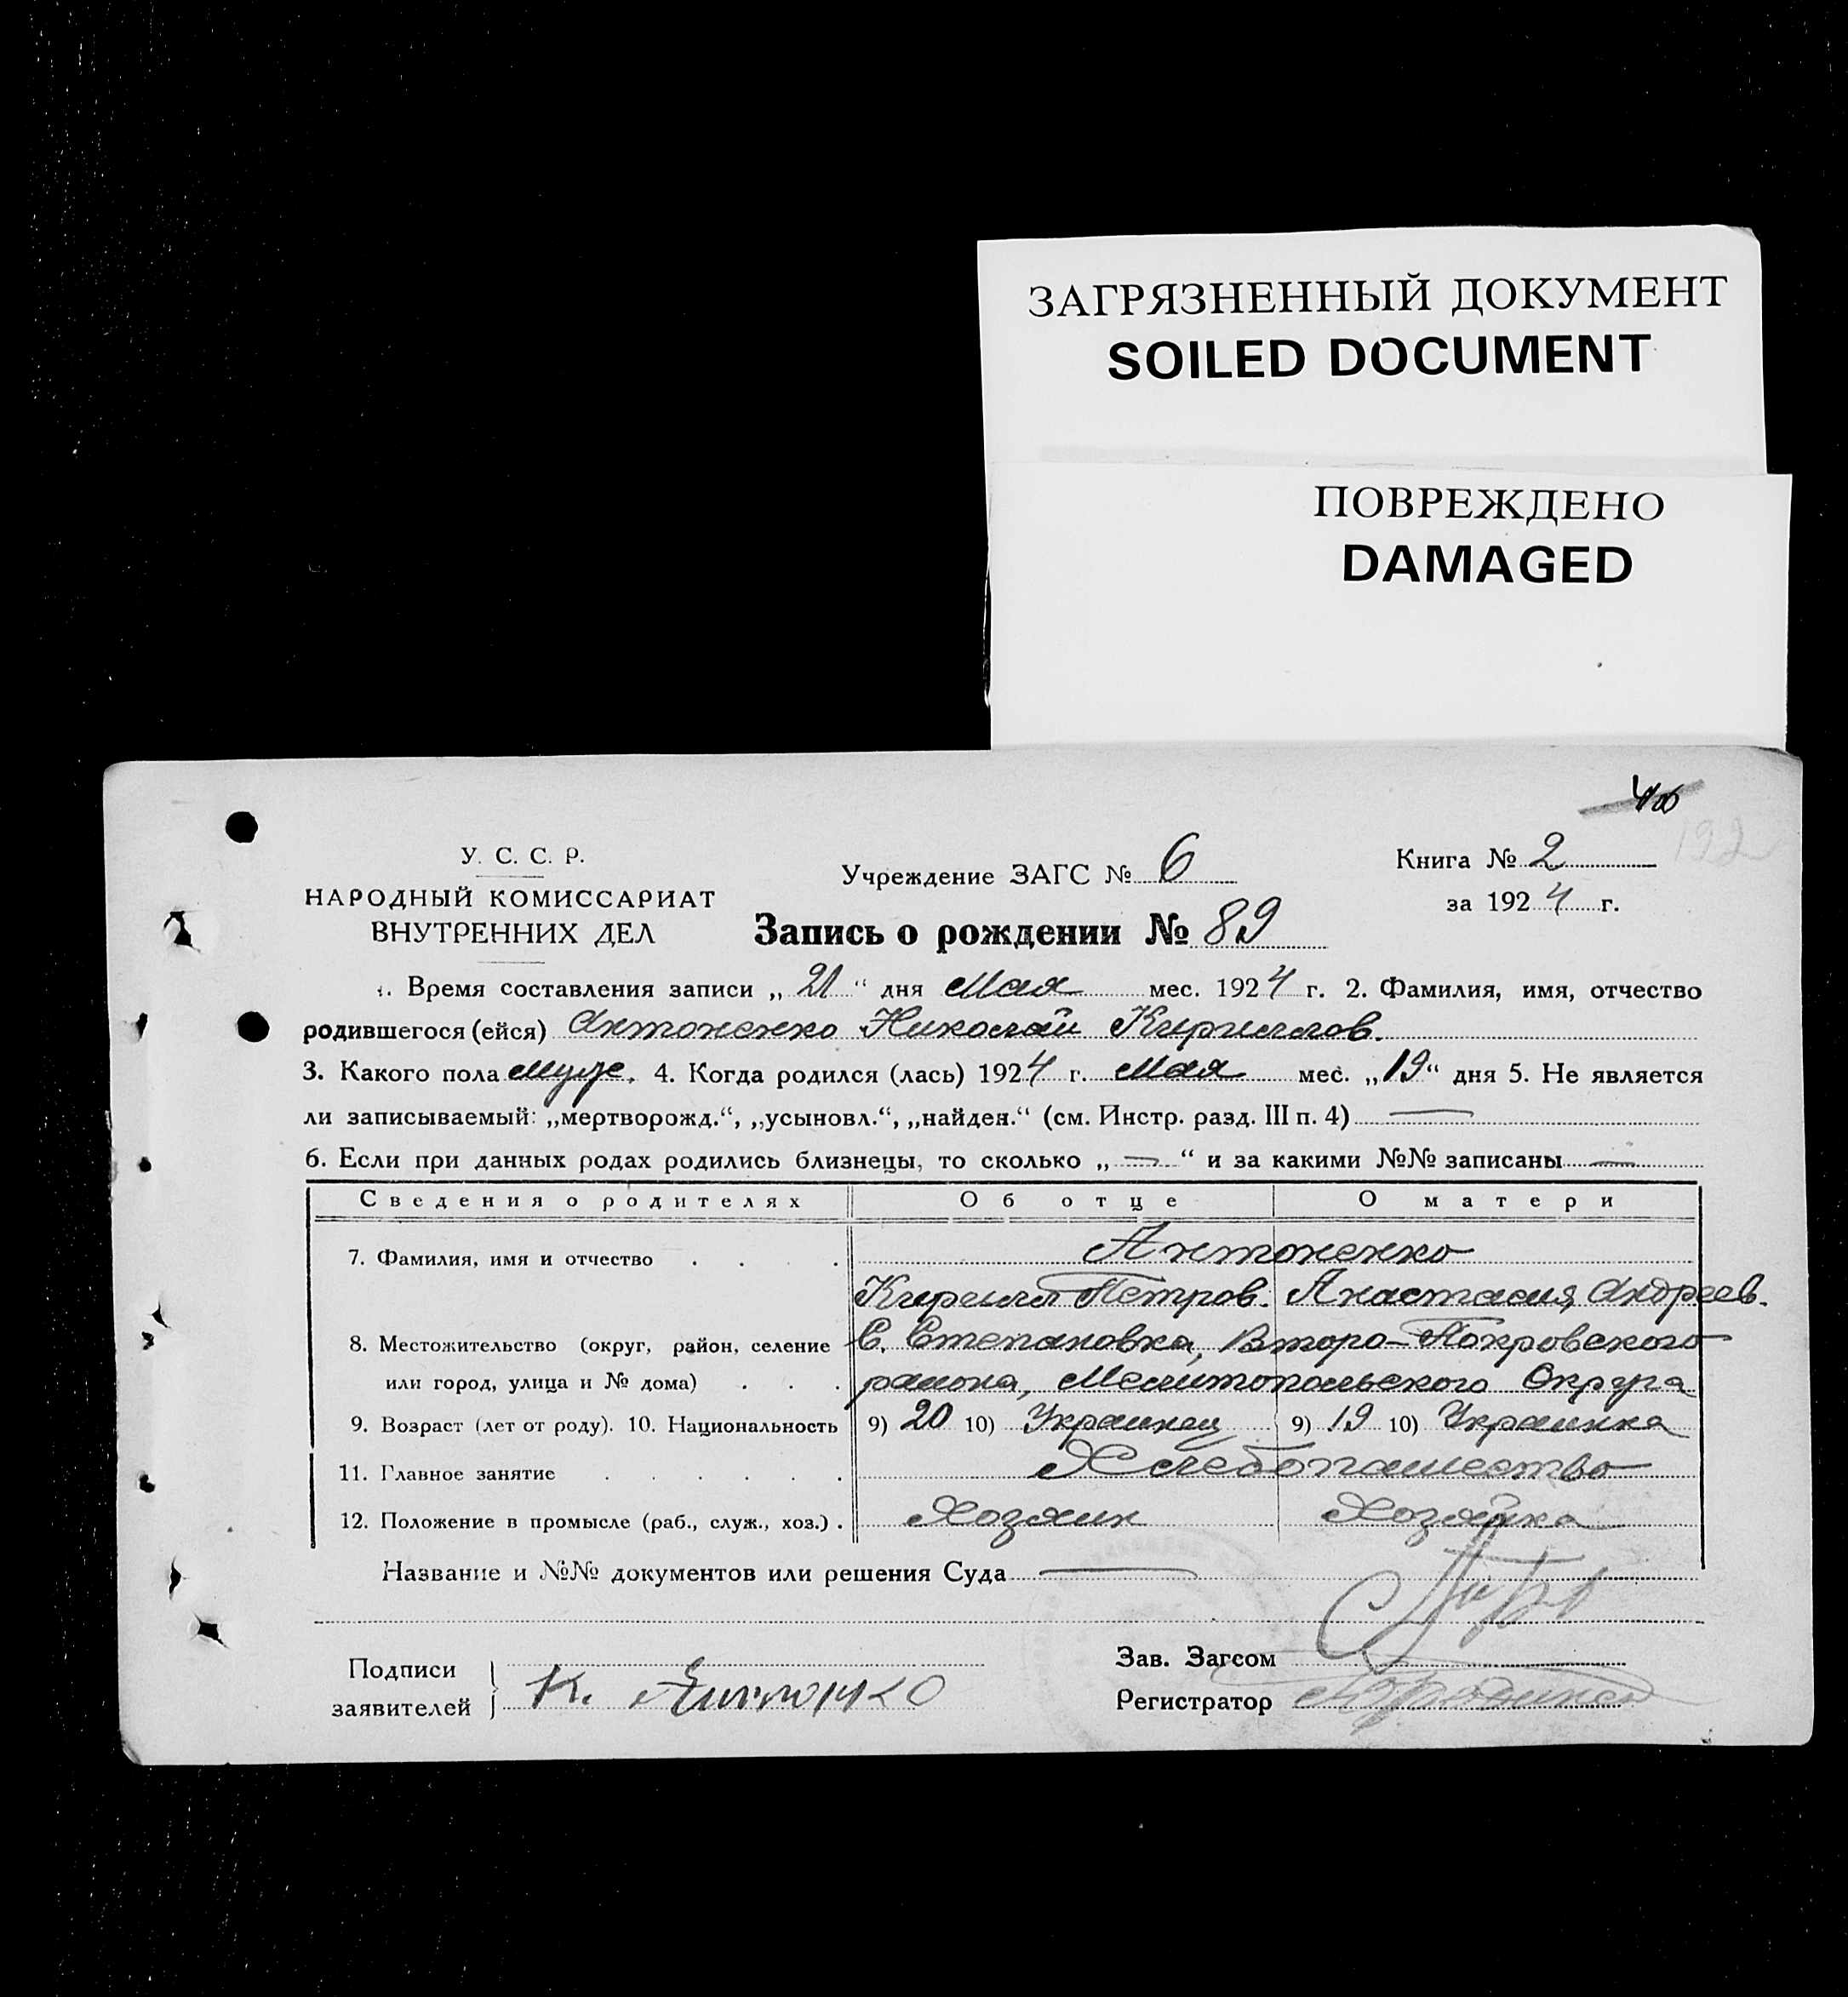 ЗАГРЯЗНЕННЫЙ ДОКУМЕНТ
SOILED DOCUMENT
ПОВРЕЖДЕНО
DAMAGED
У. С. С. Р.
НАРОДНЫЙ КОМИССАРИАТ
ВНУТРЕННИХ ДЕЛ
Учреждение ЗАГС № 6
Книга № 2
за 1924 г.
Запись о рождении № 89
1. Время составления записи „21“ дня Мая мес. 1924 г. 2. Фамилия, имя, отчество
родившегося (ейся) Антоненко Николай Кириллов.
3. Какого пола муж. 4. Когда родился (лась) 1924 г. Мая мес. „19“ дня 5. Не является
ли записываемый: „мертворожд.“, „усыновл.“, „найден.“ (см. Инстр. разд. III п. 4) —
6. Если при данных родах родились близнецы, то сколько „—“ и за какими №№ записаны —
Сведения о родителях Об отце О матери
7. Фамилия, имя и отчество . . . . Антоненко
Кирилл Петров. Анастасия Андреев.
8. Местожительство (округ, район, селение С. Степановка, Второ-Покровского
или город, улица и № дома) . . . района, Мелитопольского Округа
9. Возраст (лет от роду). 10. Национальность 9) 20 10) Украинец 9) 19 10) Украинка
11. Главное занятие . . . . . . Хлебопашество
12. Положение в промысле (раб., служ., хоз.) . Хозяин Хозяйка
Название и №№ документов или решения Суда —
Подписи
заявителей } К. Антонко
Зав. Загсом
Регистратор